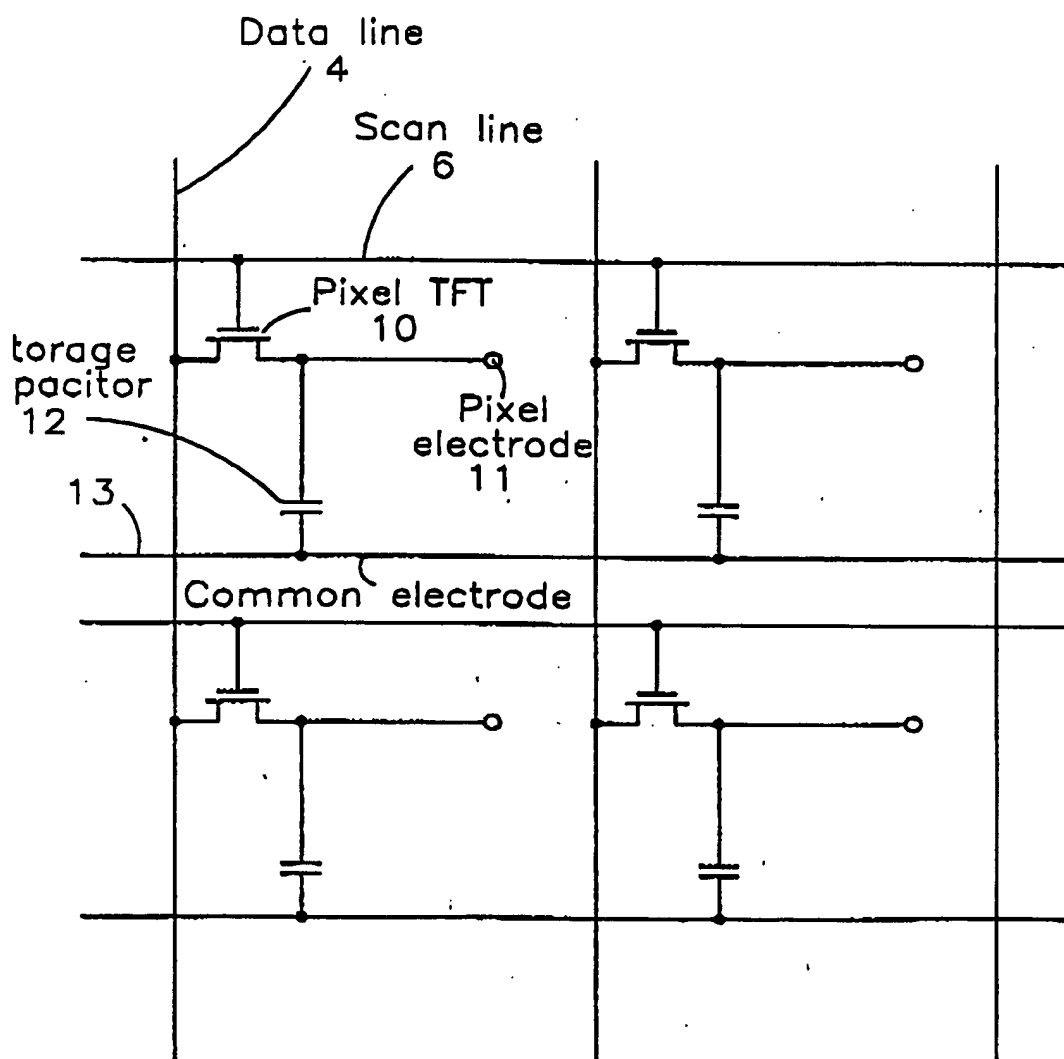 Data line
4
Scan line
6
Pixel TFT
10
torage
pacitor
12
Pixel
electrode
11
13
Common electrode